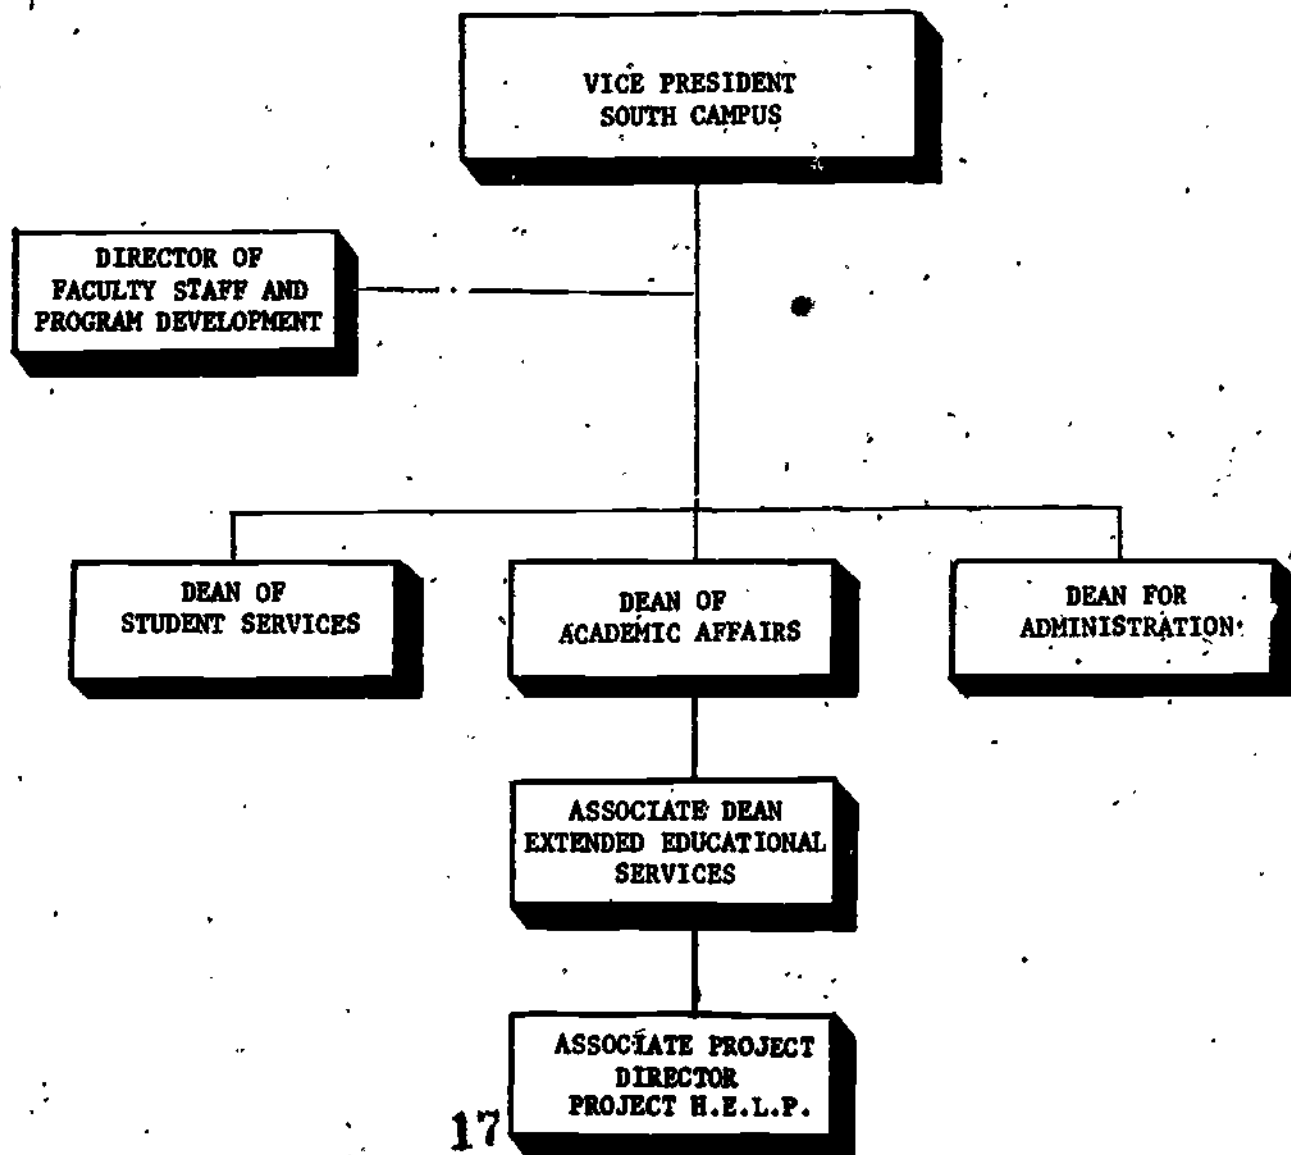 VICE PRESIDENT
SOUTH CAMPUS
DIRECTOR OF
FACULTY STAFF AND
PROGRAM DEVELOPMENT
DEAN OF
STUDENT SERVICES
DEAN OF
ACADEMIC AFFAIRS
DEAN FOR
ADMINISTRATION
ASSOCIATE DEAN
EXTENDED EDUCATIONAL
SERVICES
ASSOCIATE PROJECT
DIRECTOR
PROJECT H.E.L.P.
17